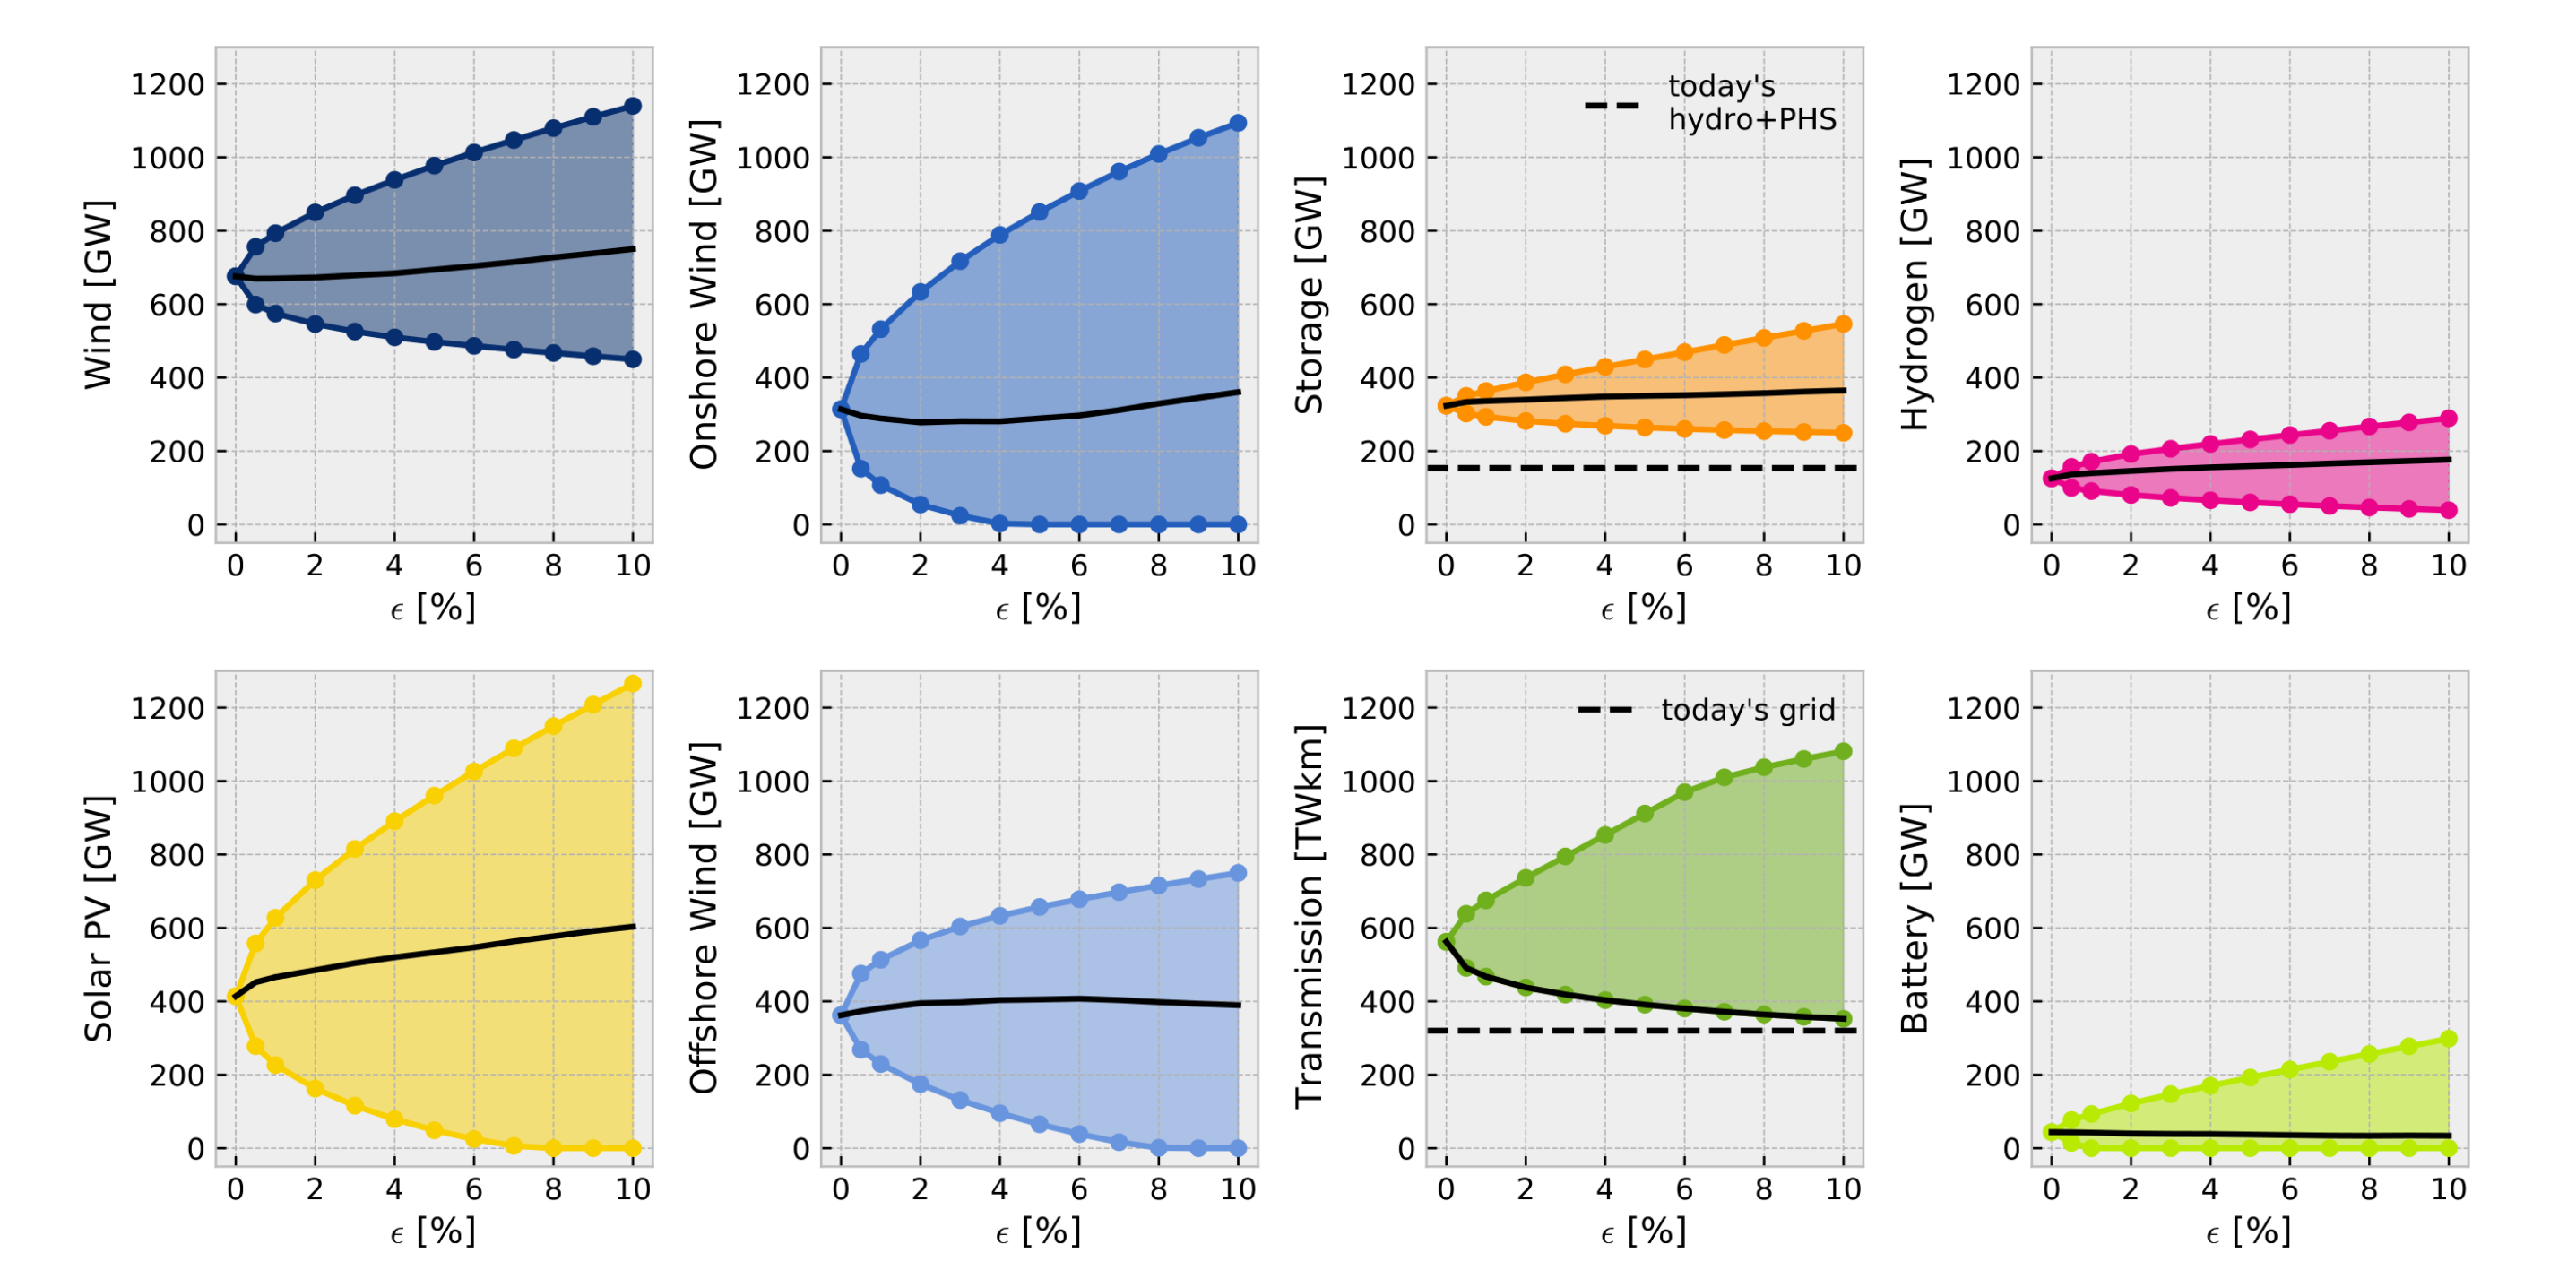 Wind [GW]
1200
1000
800
600
400
200
0
0 2 4 6 8 10
ϵ [%]
Onshore Wind [GW]
1200
1000
800
600
400
200
0
0 2 4 6 8 10
ϵ [%]
Storage [GW]
1200
1000
800
600
400
200
0
today's
hydro+PHS
0 2 4 6 8 10
ϵ [%]
Hydrogen [GW]
1200
1000
800
600
400
200
0
0 2 4 6 8 10
ϵ [%]
Solar PV [GW]
1200
1000
800
600
400
200
0
0 2 4 6 8 10
ϵ [%]
Offshore Wind [GW]
1200
1000
800
600
400
200
0
0 2 4 6 8 10
ϵ [%]
Transmission [TWkm]
1200
1000
800
600
400
200
0
today's grid
0 2 4 6 8 10
ϵ [%]
Battery [GW]
1200
1000
800
600
400
200
0
0 2 4 6 8 10
ϵ [%]